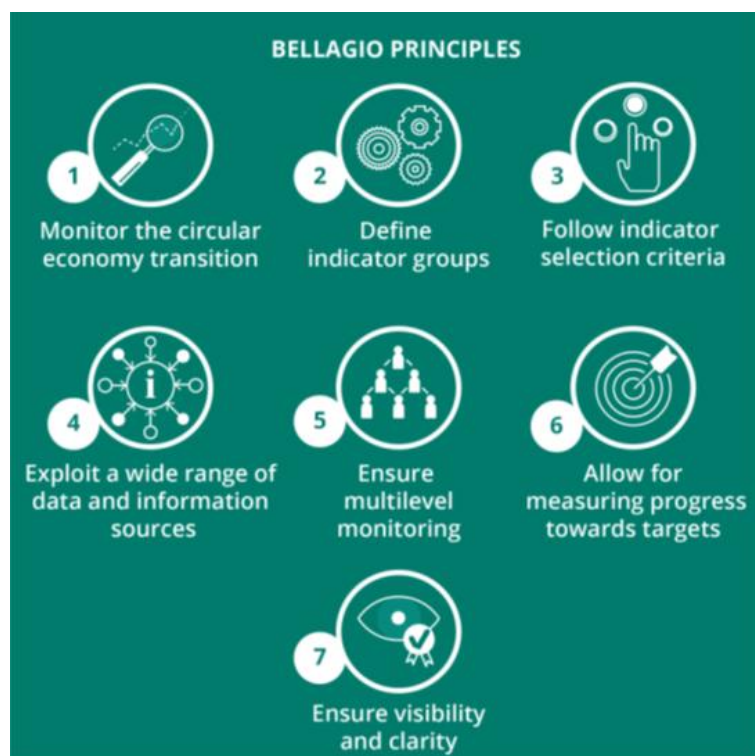 BELLAGIO PRINCIPLES
1
Monitor the circular
economy transition
2
Define
indicator groups
3
Follow indicator
selection criteria
4
i
Exploit a wide range of
data and information
sources
5
Ensure
multilevel
monitoring
6
Allow for
measuring progress
towards targets
7
Ensure visibility
and clarity